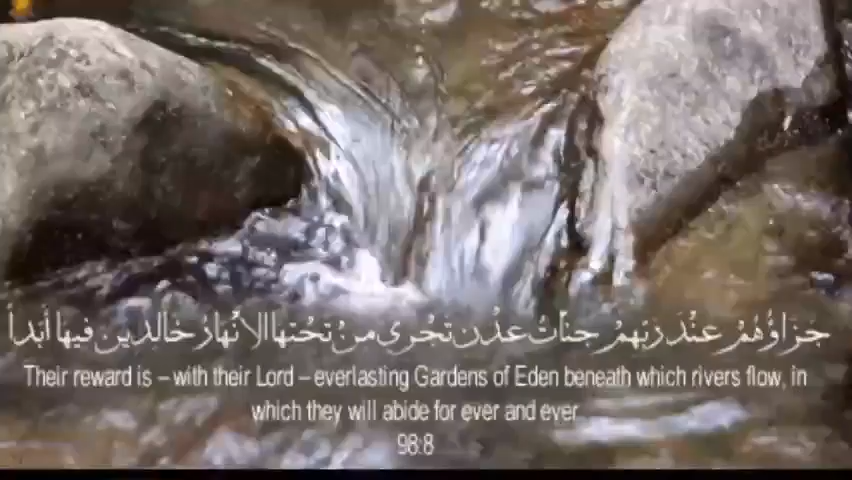 جَزَاؤُهُمْ عِنْدَ رَبِّهِمْ جَنَّاتُ عَدْنٍ تَجْرِي مِنْ تَحْتِهَا الْأَنْهَارُ خَالِدِينَ فِيهَا أَبَدًا
Their reward is – with their Lord – everlasting Gardens of Eden beneath which rivers flow, in
which they will abide for ever and ever
98:8